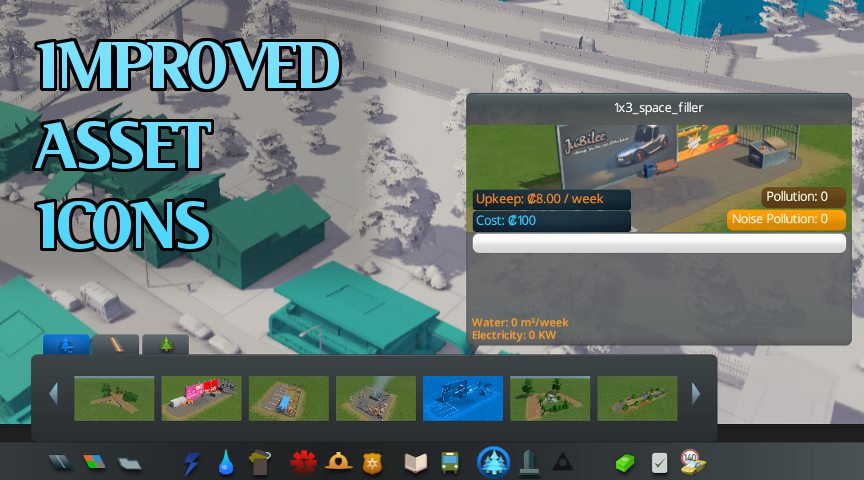 IMPROVED
ASSET
ICONS
1x3_space_filler
JuBilee
Upkeep: ₡8.00 / week
Pollution: 0
Cost: ₡100
Noise Pollution: 0
Water: 0 m³/week
Electricity: 0 KW
140